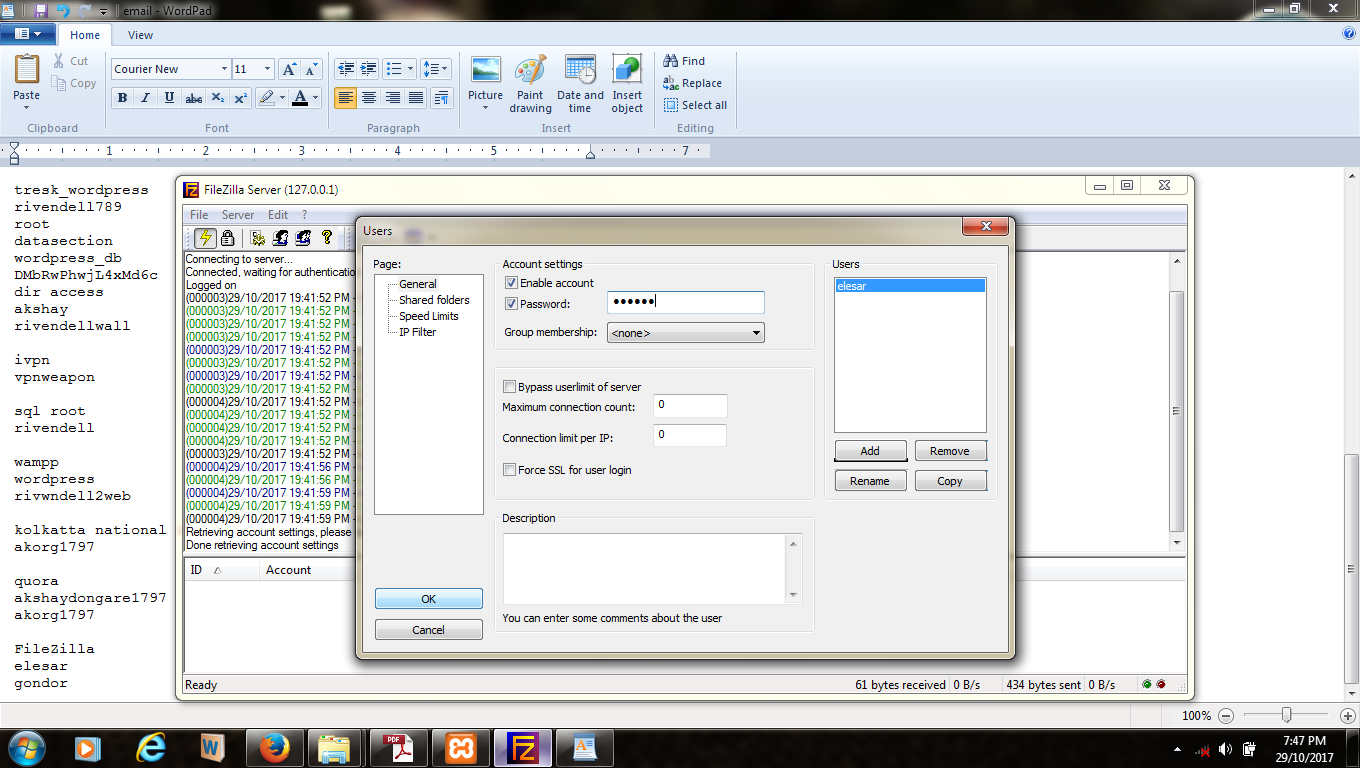 email - WordPad
Home View
Paste
Cut
Copy
Clipboard
Courier New 11
B I U abc X₂ X²
A
Font
Paragraph
Picture
Paint drawing
Date and time
Insert object
Insert
Find
Replace
Select all
Editing
1 2 3 4 5 7
tresk_wordpress
rivendell789
root
datasection
wordpress_db
DMbRwPhwjL4xMd6c
dir access
akshay
rivendellwall
ivpn
vpnweapon
sql root
rivendell
wampp
wordpress
rivwndell2web
kolkatta national
akorg1797
quora
akshaydongare1797
akorg1797
FileZilla
elesar
gondor
FileZilla Server (127.0.0.1)
File Server Edit ?
Connecting to server...
Connected, waiting for authenticatio
Logged on
(000003)29/10/2017 19:41:52 PM -
(000003)29/10/2017 19:41:52 PM -
(000003)29/10/2017 19:41:52 PM -
(000003)29/10/2017 19:41:52 PM -
(000003)29/10/2017 19:41:52 PM -
(000003)29/10/2017 19:41:52 PM -
(000003)29/10/2017 19:41:52 PM -
(000003)29/10/2017 19:41:52 PM -
(000004)29/10/2017 19:41:52 PM -
(000004)29/10/2017 19:41:52 PM -
(000004)29/10/2017 19:41:52 PM -
(000004)29/10/2017 19:41:52 PM -
(000003)29/10/2017 19:41:52 PM -
(000004)29/10/2017 19:41:56 PM -
(000004)29/10/2017 19:41:56 PM -
(000004)29/10/2017 19:41:59 PM -
(000004)29/10/2017 19:41:59 PM -
(000004)29/10/2017 19:41:59 PM -
Retrieving account settings, please
Done retrieving account settings
ID Account
Ready
61 bytes received 0 B/s 434 bytes sent 0 B/s
Users
Page:
General
Shared folders
Speed Limits
IP Filter
OK
Cancel
Account settings
Enable account
Password: ●●●●●●
Group membership: <none>
Bypass userlimit of server
Maximum connection count: 0
Connection limit per IP: 0
Force SSL for user login
Description
You can enter some comments about the user
Users
elesar
Add Remove
Rename Copy
100%
7:47 PM
29/10/2017